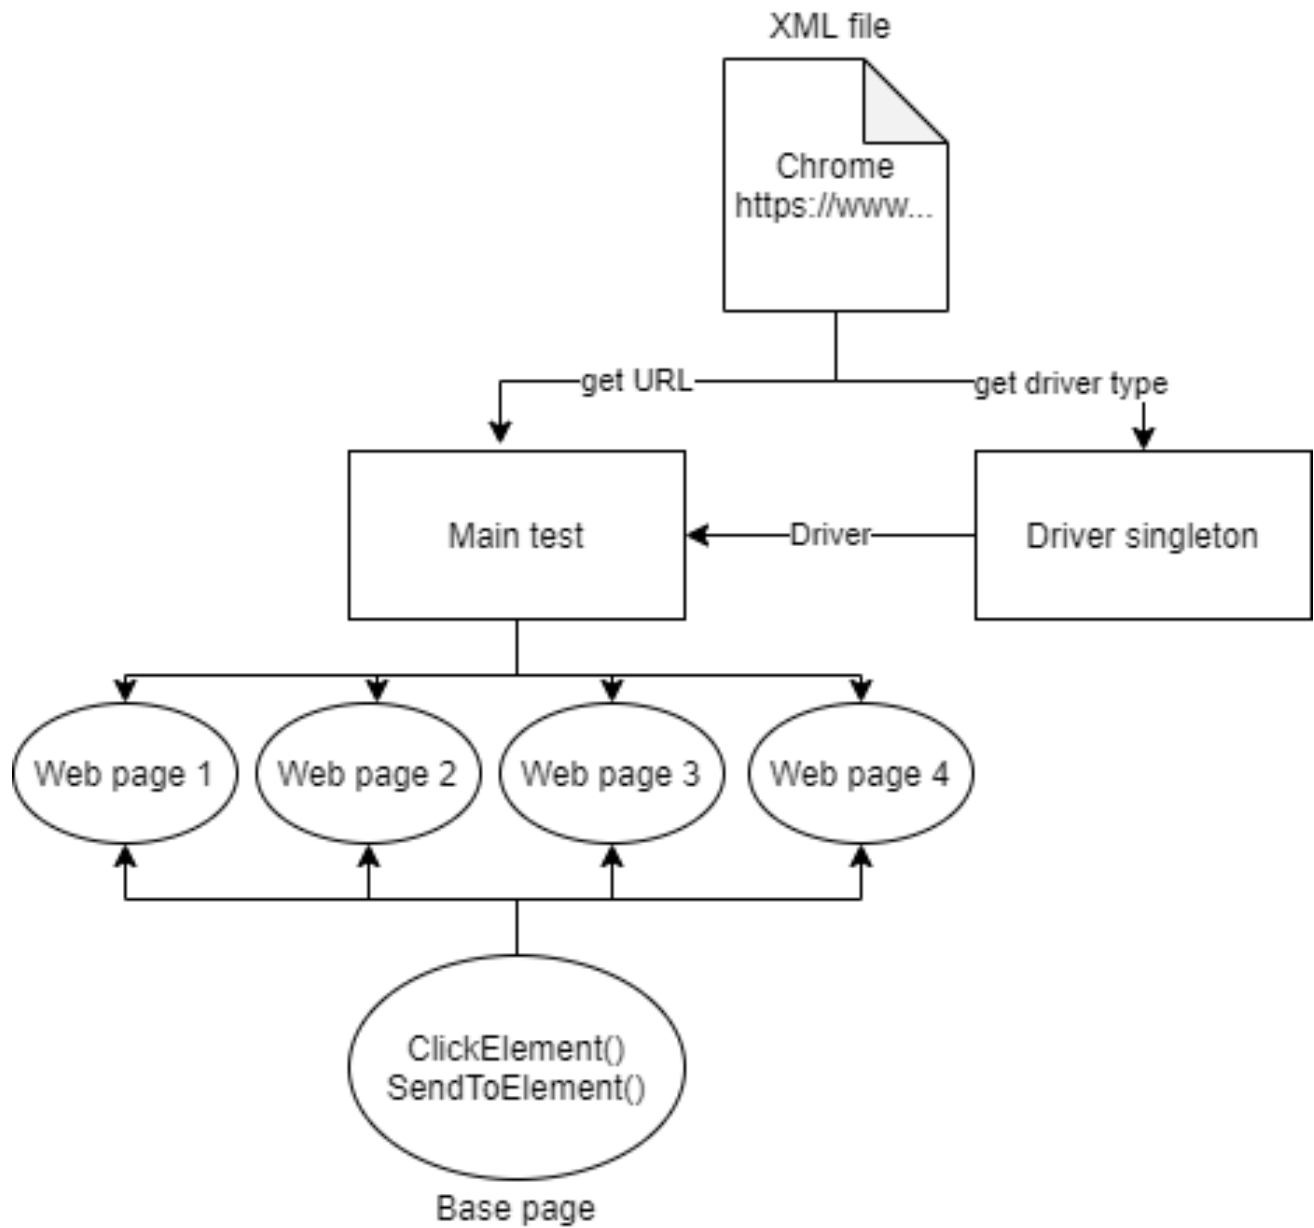 XML file
Chrome
https://www...
get URL
get driver type
Main test
Driver
Driver singleton
Web page 1
Web page 2
Web page 3
Web page 4
ClickElement()
SendToElement()
Base page